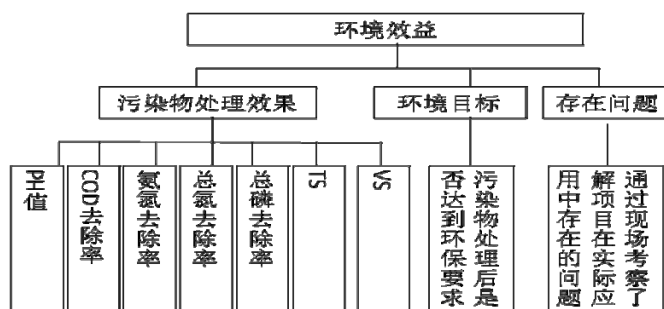 环境效益
污染物处理效果
环境目标
存在问题
PH值
COD去除率
氨氮去除率
总氮去除率
总磷去除率
TS
VS
污染物处理后是
否达到环保要求
通过现场考察了
解项目在实际应
用中存在的问题